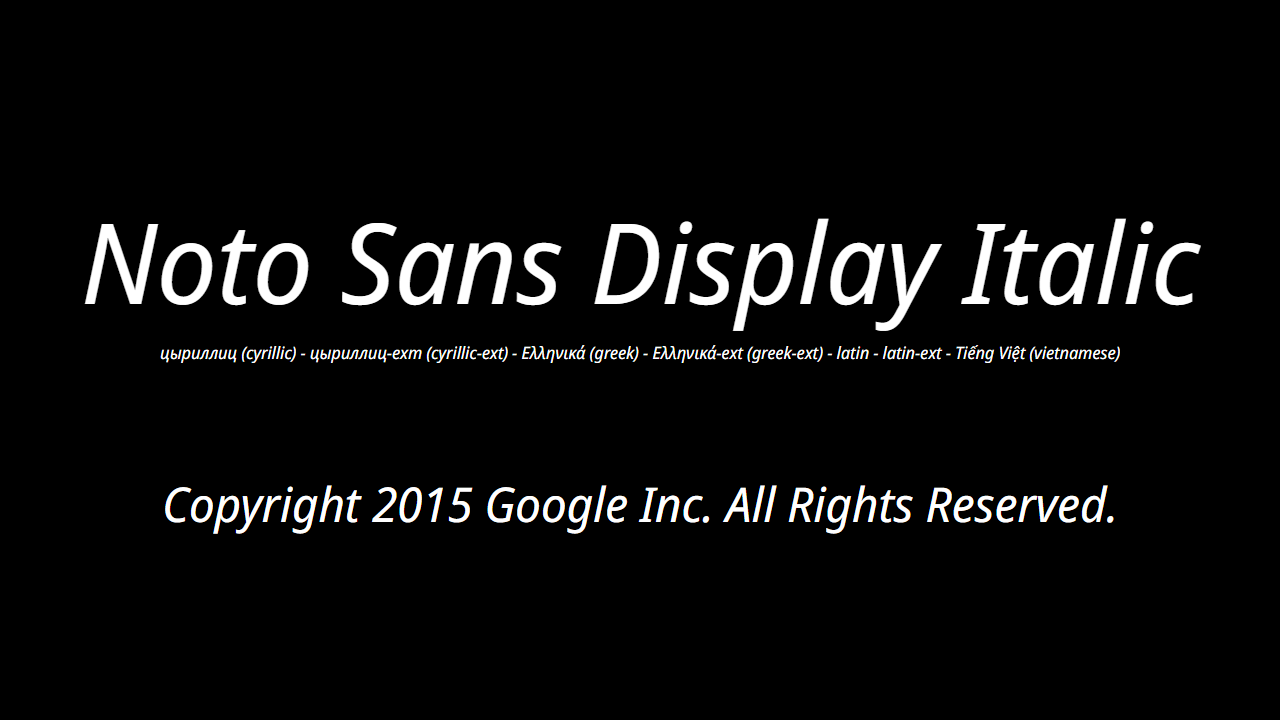 Noto Sans Display Italic
цыриллиц (cyrillic) - цыриллиц-ext (cyrillic-ext) - Ελληνικά (greek) - Ελληνικά-ext (greek-ext) - latin - latin-ext - Tiếng Việt (vietnamese)
Copyright 2015 Google Inc. All Rights Reserved.